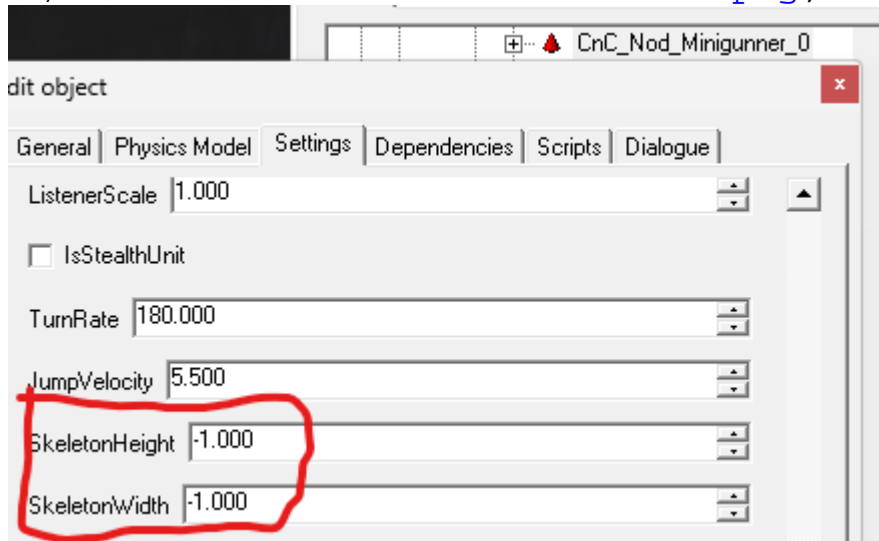 CnC_Nod_Minigunner_0
dit object
x
General Physics Model Settings Dependencies Scripts Dialogue
ListenerScale 1.000
IsStealthUnit
TurnRate 180.000
JumpVelocity 5.500
SkeletonHeight -1.000
SkeletonWidth -1.000